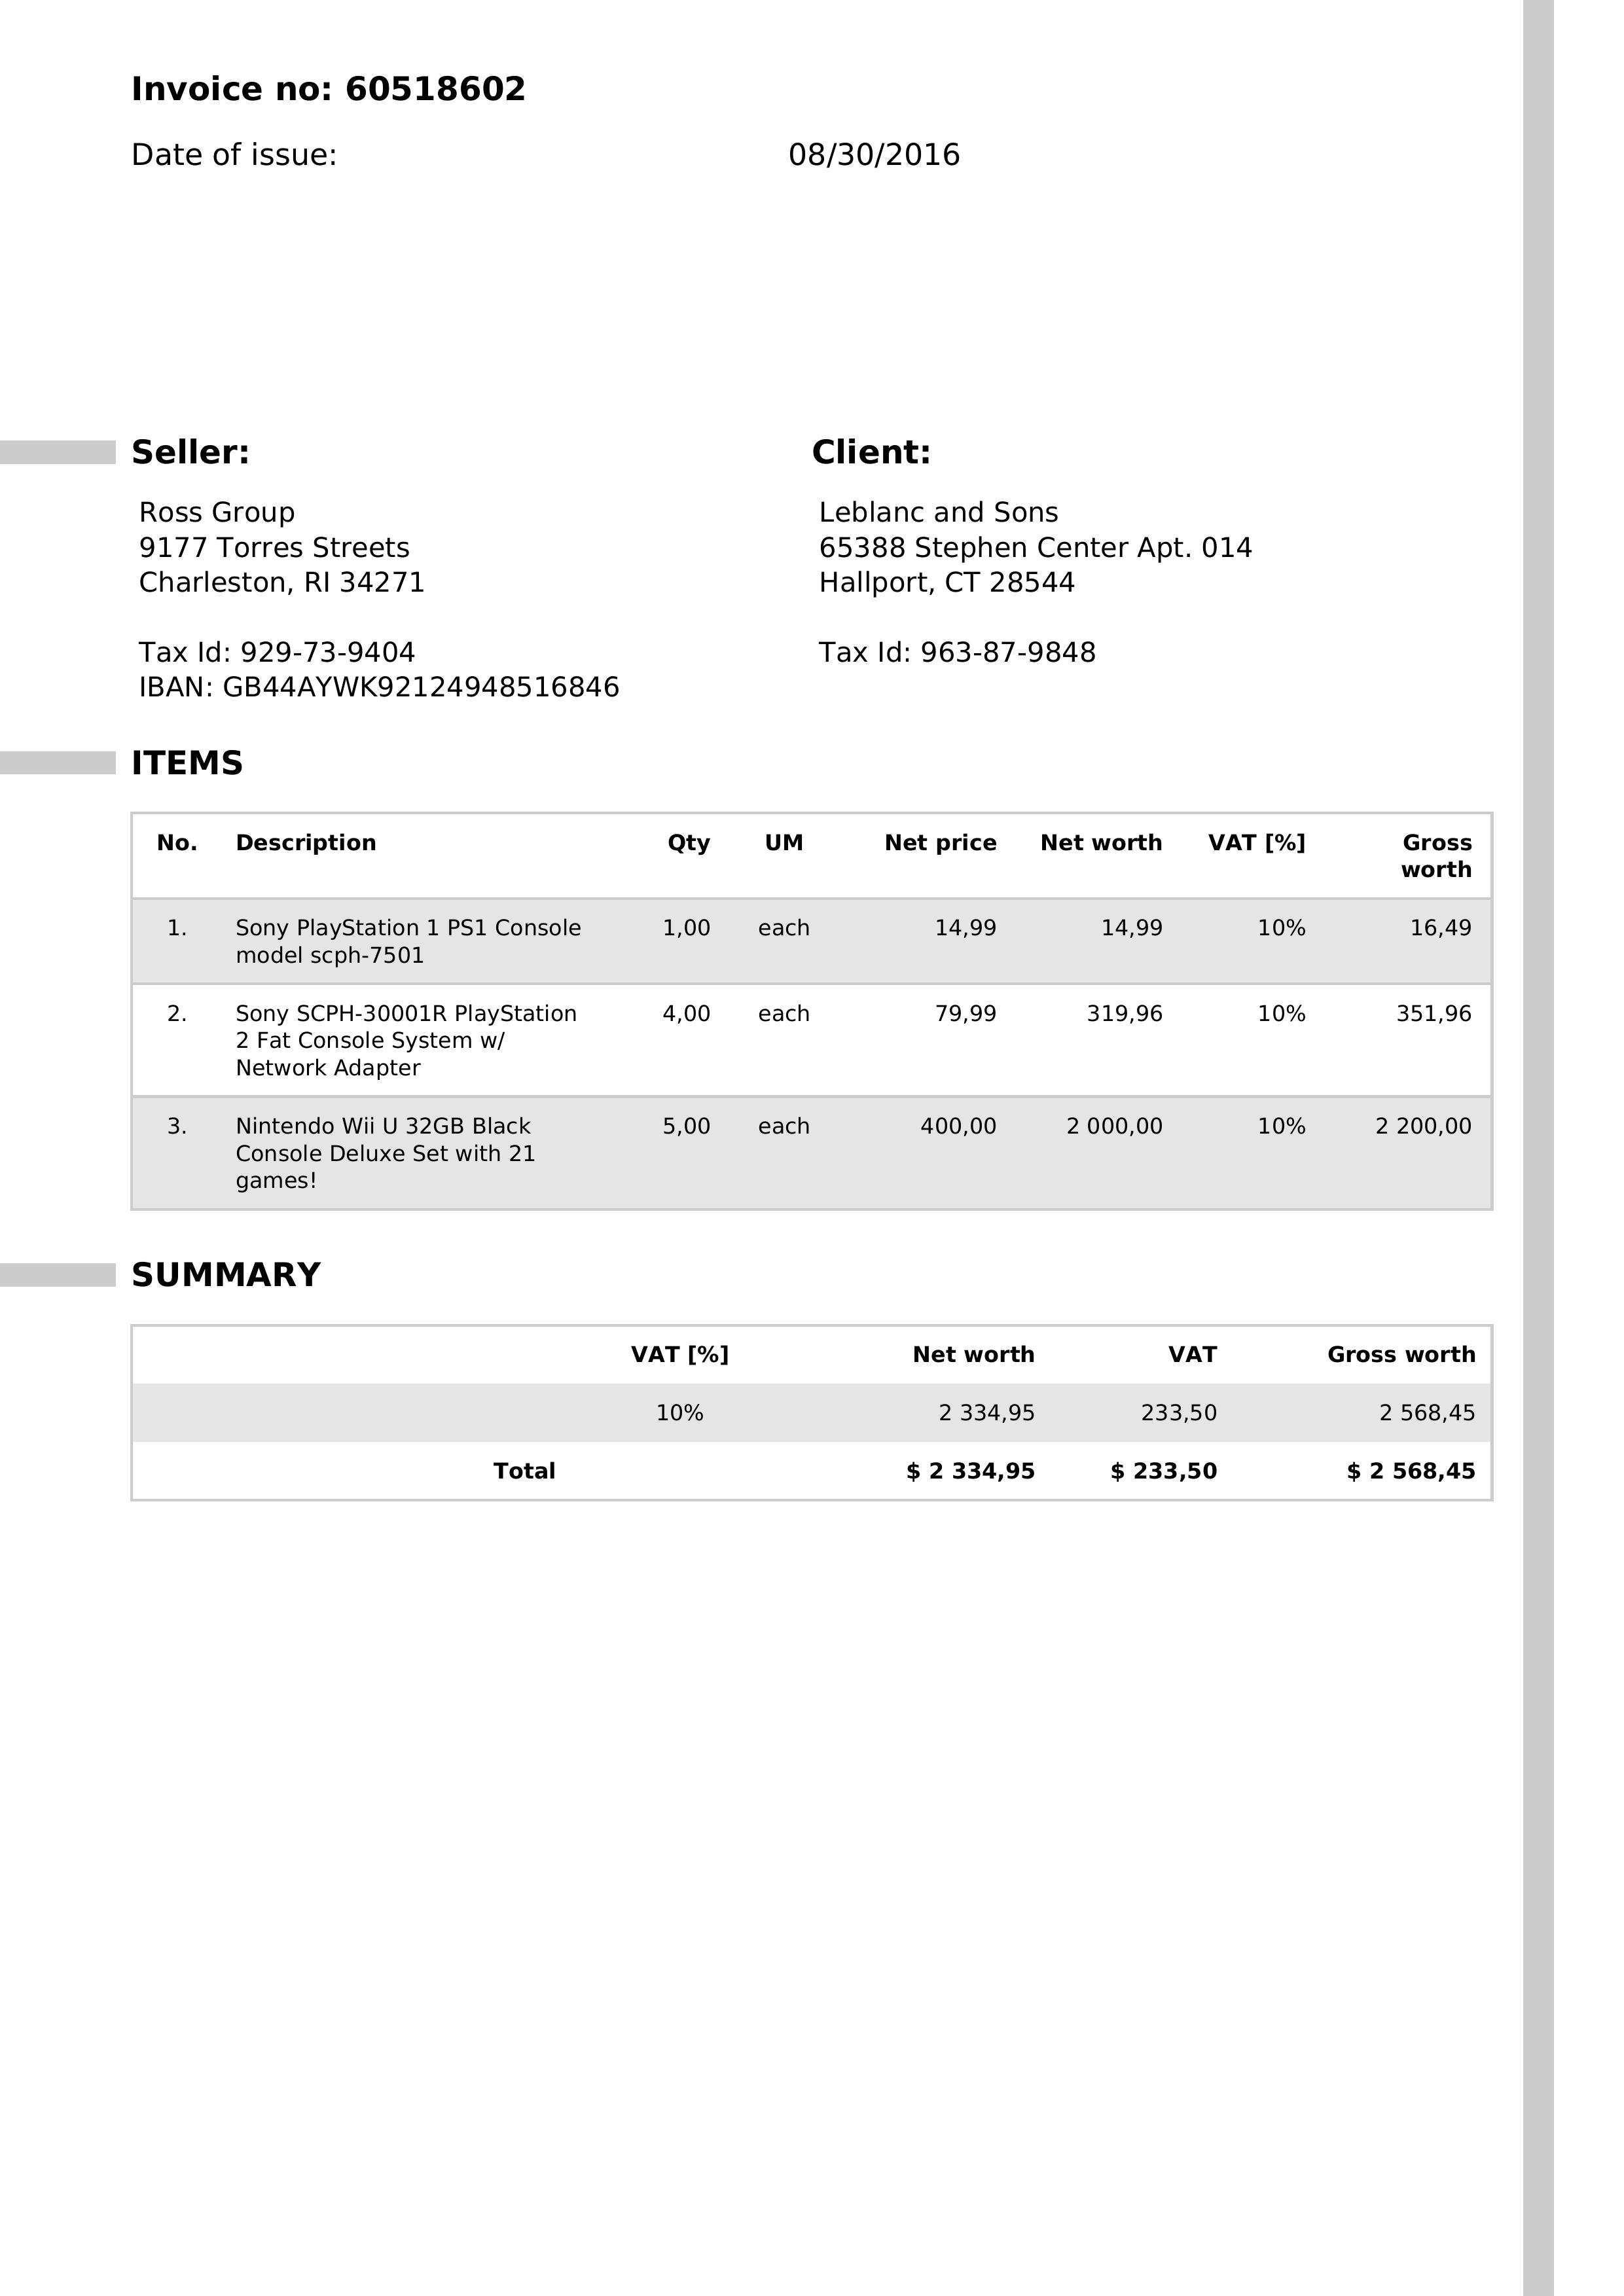 Invoice no: 60518602
Date of issue: 08/30/2016
Seller:
Ross Group
9177 Torres Streets
Charleston, RI 34271
Tax Id: 929-73-9404
IBAN: GB44AYWK92124948516846
Client:
Leblanc and Sons
65388 Stephen Center Apt. 014
Hallport, CT 28544
Tax Id: 963-87-9848
ITEMS
No. Description Qty UM Net price Net worth VAT [%] Gross
worth
1. Sony PlayStation 1 PS1 Console 1,00 each 14,99 14,99 10% 16,49
model scph-7501
2. Sony SCPH-30001R PlayStation 4,00 each 79,99 319,96 10% 351,96
2 Fat Console System w/
Network Adapter
3. Nintendo Wii U 32GB Black 5,00 each 400,00 2 000,00 10% 2 200,00
Console Deluxe Set with 21
games!
SUMMARY
VAT [%] Net worth VAT Gross worth
10% 2 334,95 233,50 2 568,45
Total $ 2 334,95 $ 233,50 $ 2 568,45